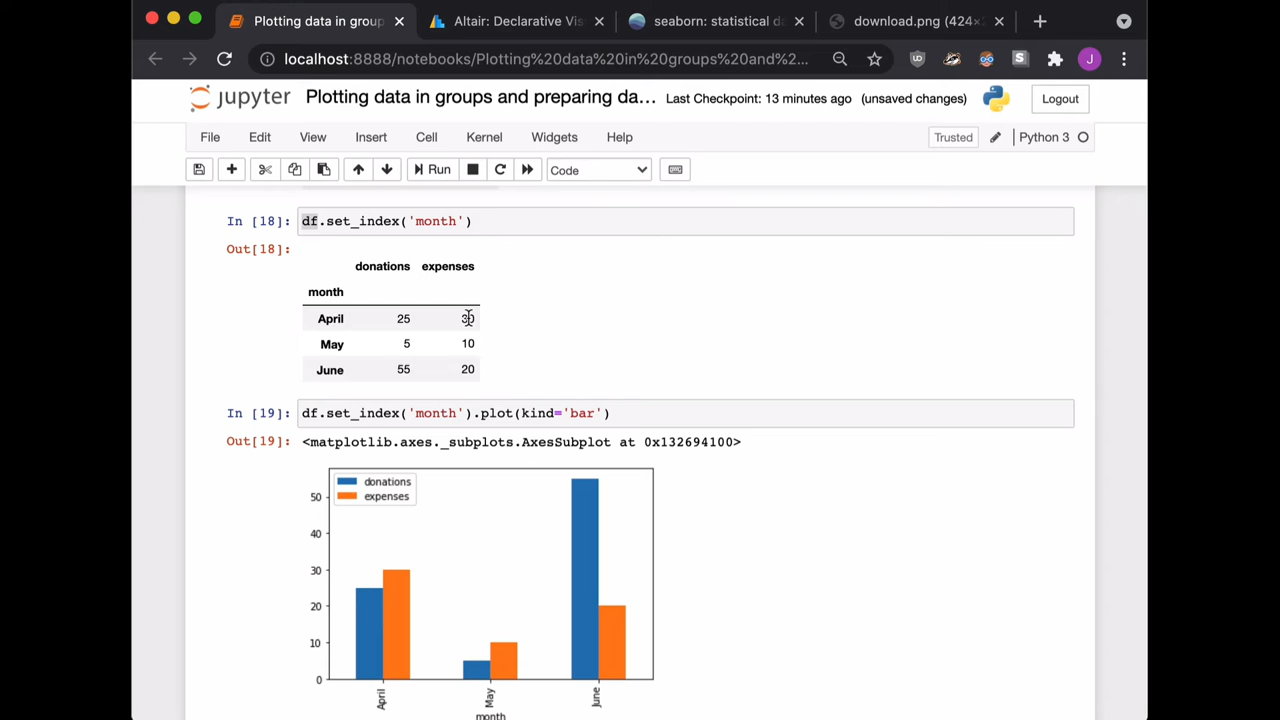 Plotting data in group
Altair: Declarative Vis
seaborn: statistical d
download.png (424×
localhost:8888/notebooks/Plotting%20data%20in%20groups%20and%2...
J
jupyter
Plotting data in groups and preparing da...
Last Checkpoint: 13 minutes ago (unsaved changes)
Logout
File Edit View Insert Cell Kernel Widgets Help
Trusted
Python 3
Run
Code
In [18]: df.set_index('month')
Out[18]:
donations expenses
month
April 25 30
May 5 10
June 55 20
In [19]: df.set_index('month').plot(kind='bar')
Out[19]: <matplotlib.axes._subplots.AxesSubplot at 0x132694100>
donations
expenses
50
40
30
20
10
0
April
May
June
month